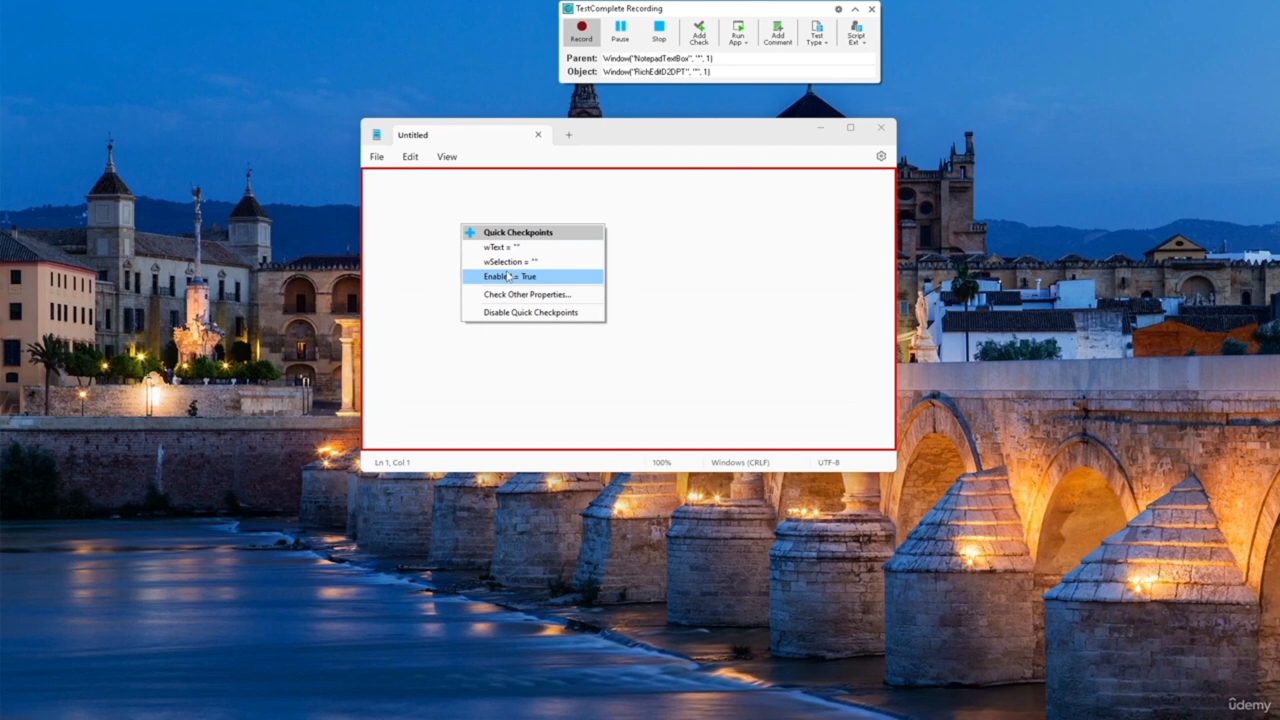 TestComplete Recording
Record
Pause
Stop
Add Check
Run App
Add Comment
Test Type
Script Ext
Parent: Window("NotepadTextBox", "", 1)
Object: Window("RichEditD2DPT", "", 1)
Untitled
File Edit View
Quick Checkpoints
wText = ""
wSelection = ""
= True
Check Other Properties...
Disable Quick Checkpoints
Ln 1, Col 1
100%
Windows (CRLF)
UTF-8
ûdemy